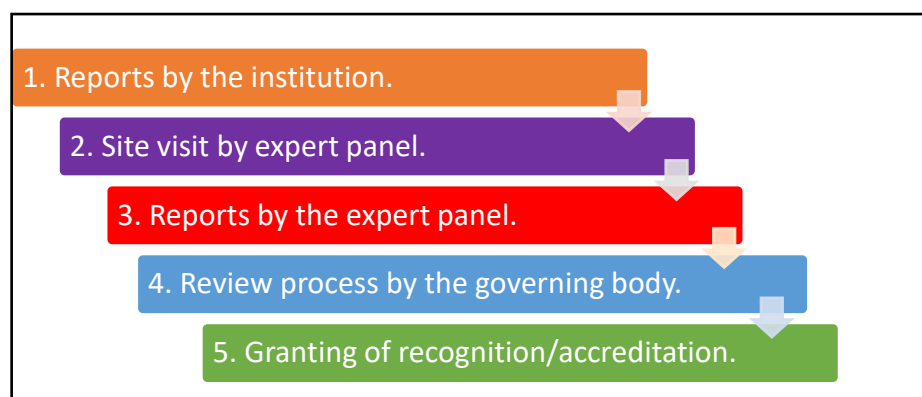 1. Reports by the institution.
2. Site visit by expert panel.
3. Reports by the expert panel.
4. Review process by the governing body.
5. Granting of recognition/accreditation.